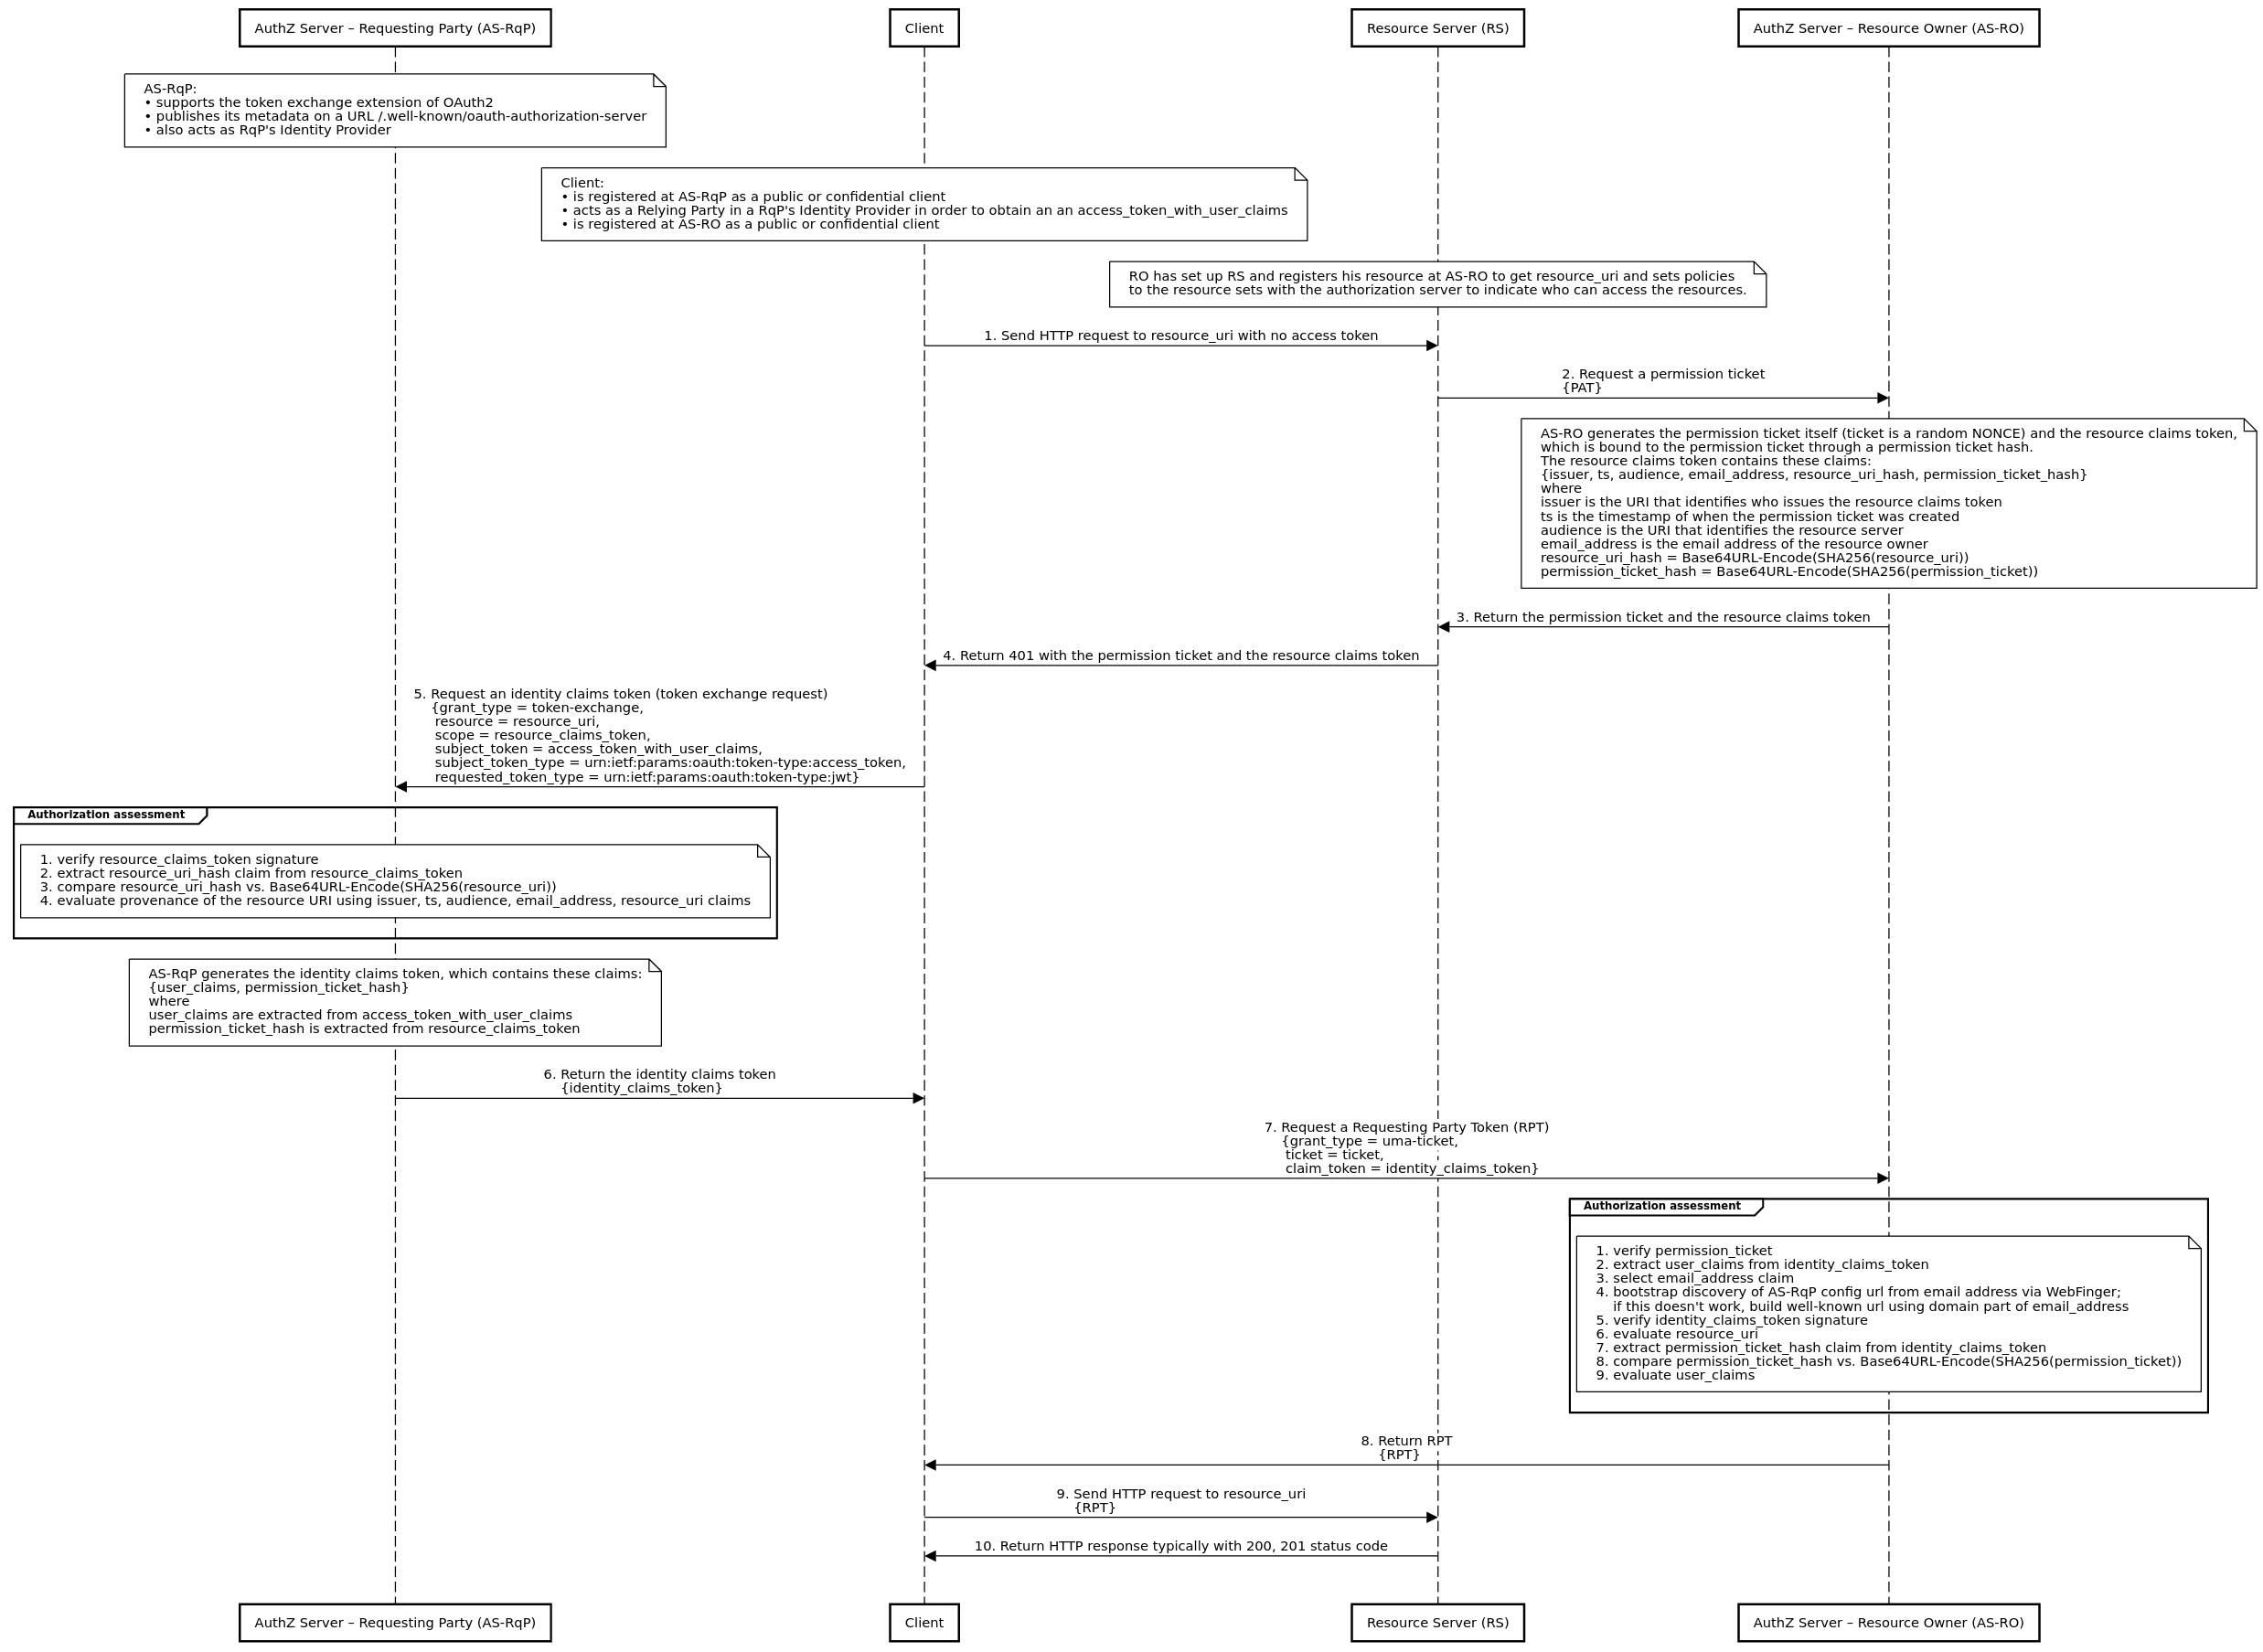 AuthZ Server – Requesting Party (AS-RqP)
Client
Resource Server (RS)
AuthZ Server – Resource Owner (AS-RO)
AS-RqP:
• supports the token exchange extension of OAuth2
• publishes its metadata on a URL /.well-known/oauth-authorization-server
• also acts as RqP's Identity Provider
Client:
• is registered at AS-RqP as a public or confidential client
• acts as a Relying Party in a RqP's Identity Provider in order to obtain an an access_token_with_user_claims
• is registered at AS-RO as a public or confidential client
RO has set up RS and registers his resource at AS-RO to get resource_uri and sets policies
to the resource sets with the authorization server to indicate who can access the resources.
1. Send HTTP request to resource_uri with no access token
2. Request a permission ticket
{PAT}
AS-RO generates the permission ticket itself (ticket is a random NONCE) and the resource claims token,
which is bound to the permission ticket through a permission ticket hash.
The resource claims token contains these claims:
{issuer, ts, audience, email_address, resource_uri_hash, permission_ticket_hash}
where
issuer is the URI that identifies who issues the resource claims token
ts is the timestamp of when the permission ticket was created
audience is the URI that identifies the resource server
email_address is the email address of the resource owner
resource_uri_hash = Base64URL-Encode(SHA256(resource_uri))
permission_ticket_hash = Base64URL-Encode(SHA256(permission_ticket))
3. Return the permission ticket and the resource claims token
4. Return 401 with the permission ticket and the resource claims token
5. Request an identity claims token (token exchange request)
{grant_type = token-exchange,
resource = resource_uri,
scope = resource_claims_token,
subject_token = access_token_with_user_claims,
subject_token_type = urn:ietf:params:oauth:token-type:access_token,
requested_token_type = urn:ietf:params:oauth:token-type:jwt}
Authorization assessment
1. verify resource_claims_token signature
2. extract resource_uri_hash claim from resource_claims_token
3. compare resource_uri_hash vs. Base64URL-Encode(SHA256(resource_uri))
4. evaluate provenance of the resource URI using issuer, ts, audience, email_address, resource_uri claims
AS-RqP generates the identity claims token, which contains these claims:
{user_claims, permission_ticket_hash}
where
user_claims are extracted from access_token_with_user_claims
permission_ticket_hash is extracted from resource_claims_token
6. Return the identity claims token
{identity_claims_token}
7. Request a Requesting Party Token (RPT)
{grant_type = uma-ticket,
ticket = ticket,
claim_token = identity_claims_token}
Authorization assessment
1. verify permission_ticket
2. extract user_claims from identity_claims_token
3. select email_address claim
4. bootstrap discovery of AS-RqP config url from email address via WebFinger;
if this doesn't work, build well-known url using domain part of email_address
5. verify identity_claims_token signature
6. evaluate resource_uri
7. extract permission_ticket_hash claim from identity_claims_token
8. compare permission_ticket_hash vs. Base64URL-Encode(SHA256(permission_ticket))
9. evaluate user_claims
8. Return RPT
{RPT}
9. Send HTTP request to resource_uri
{RPT}
10. Return HTTP response typically with 200, 201 status code
AuthZ Server – Requesting Party (AS-RqP)
Client
Resource Server (RS)
AuthZ Server – Resource Owner (AS-RO)